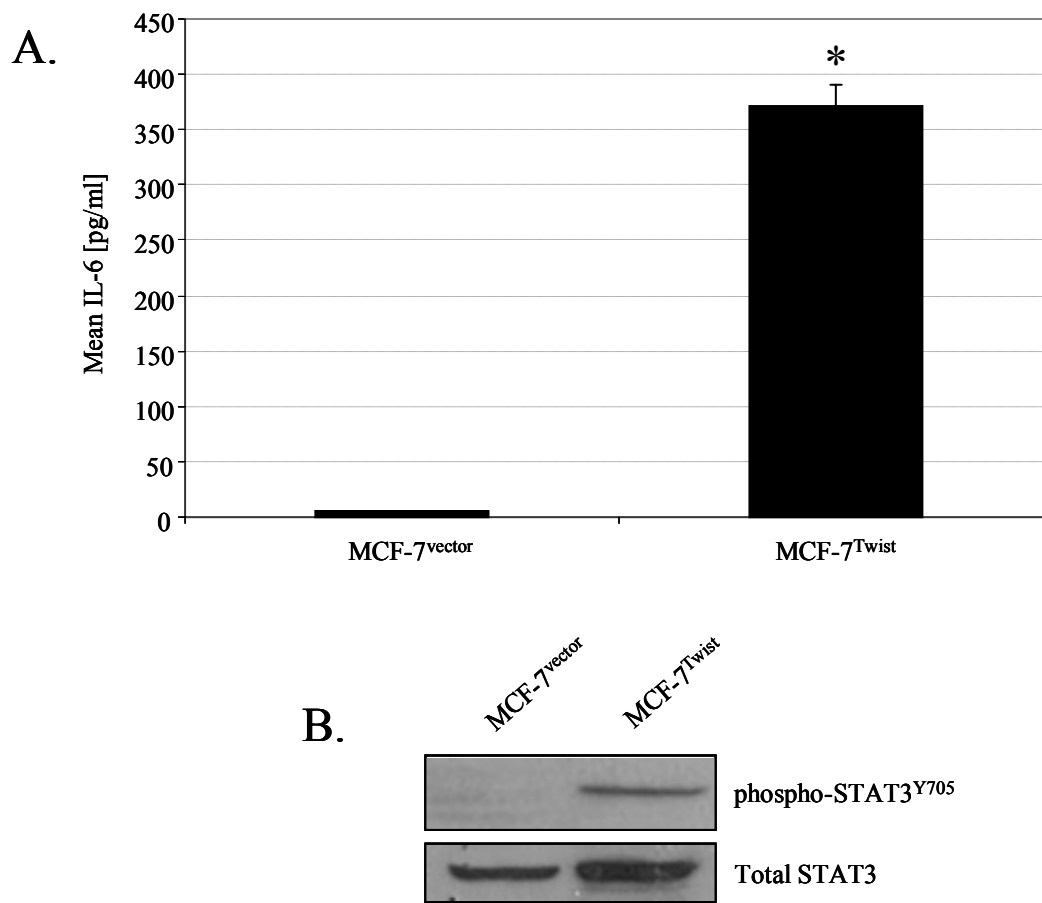 A.
Mean IL-6 [pg/ml]
450
400
350
300
250
200
150
100
50
0
*
MCF-7vector
MCF-7Twist
B.
MCF-7vector
MCF-7Twist
phospho-STAT3Y705
Total STAT3